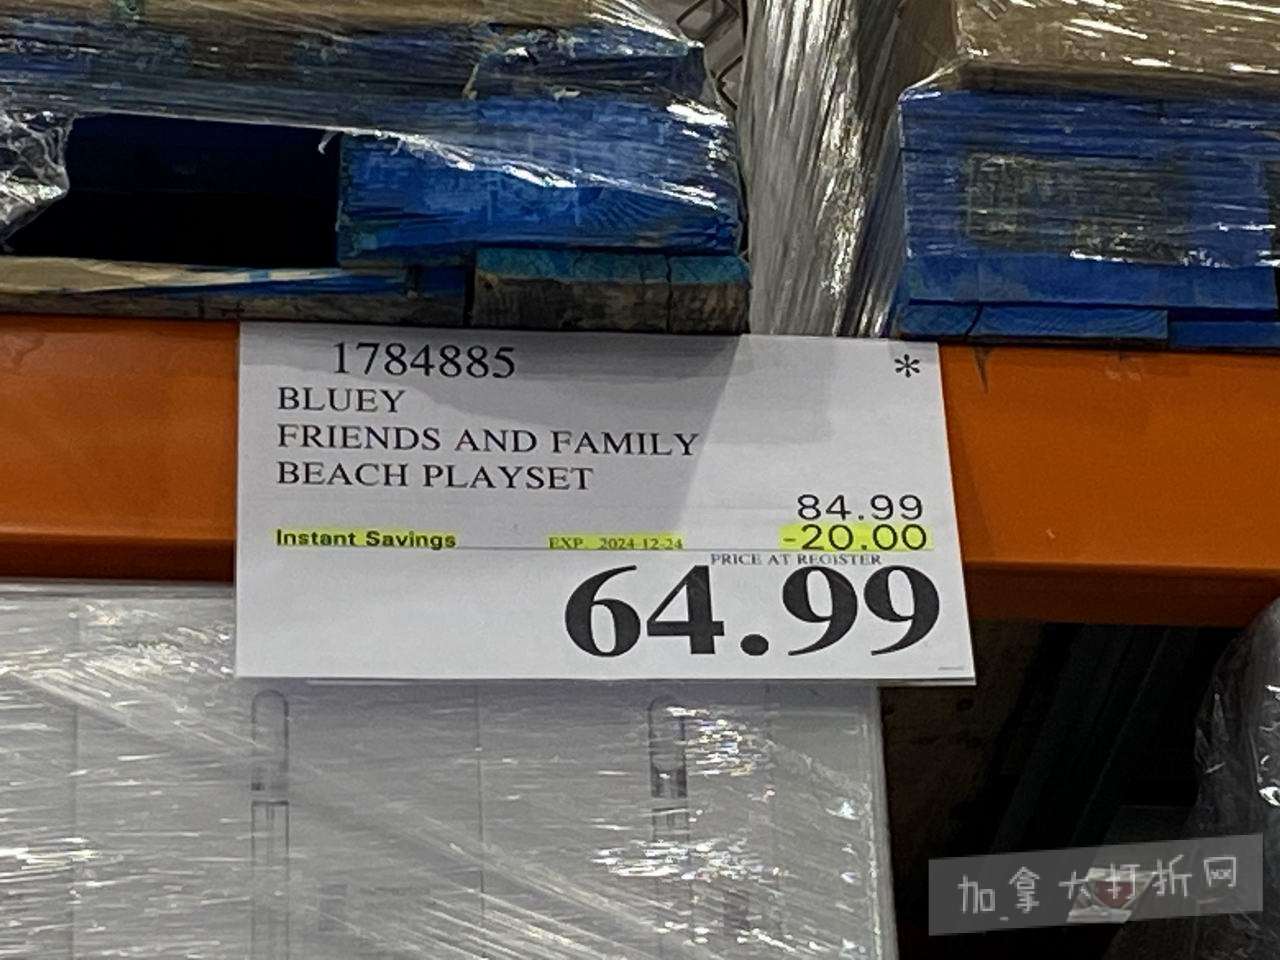 1784885
*
BLUEY
FRIENDS AND FAMILY
BEACH PLAYSET
84.99
Instant Savings EXP. 2024-12-24 -20.00
PRICE AT REGISTER
64.99
加拿大打折网